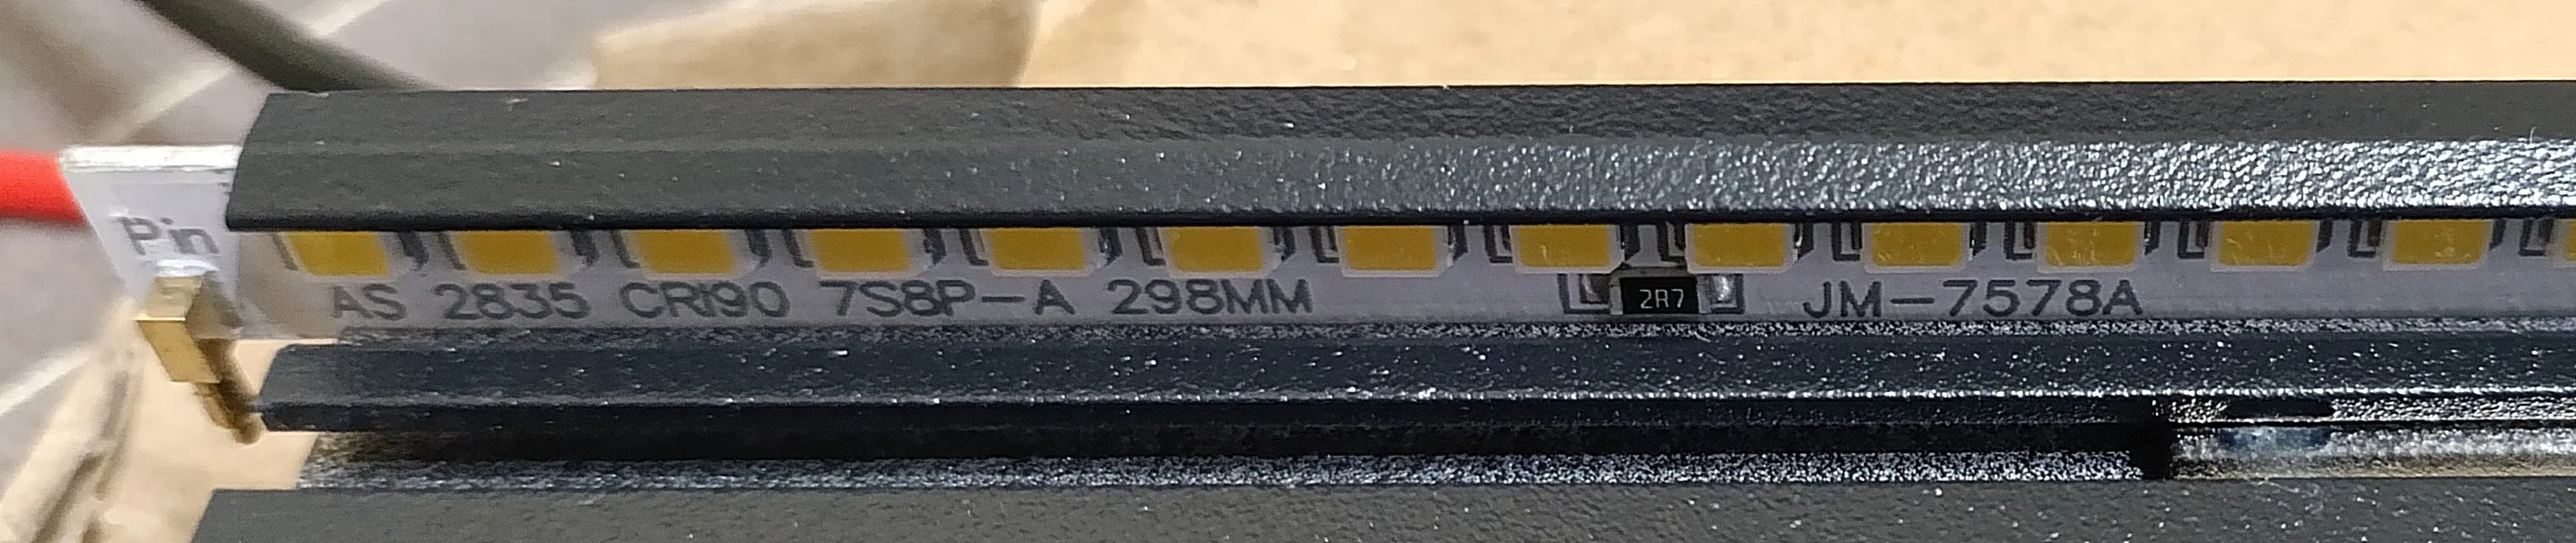 Pin
AS 2835 CRI90 7S8P-A 298MM
2R7
JM-7578A